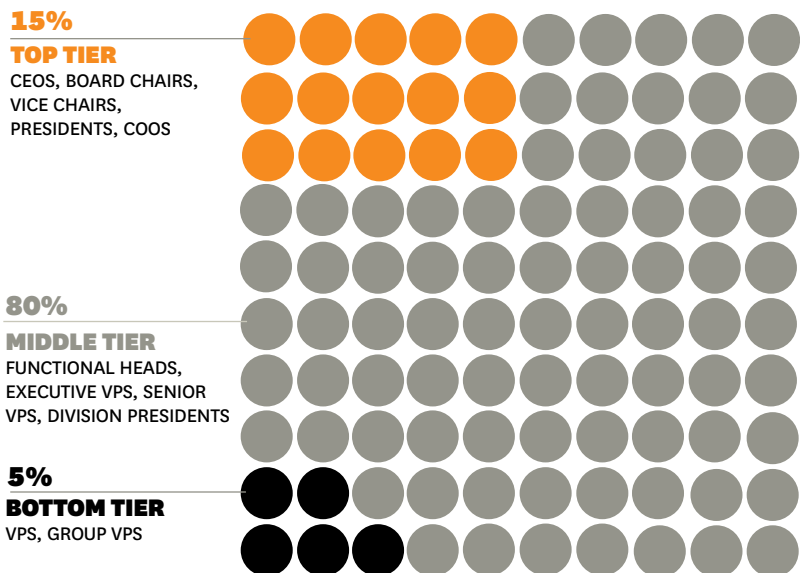 15%
TOP TIER
CEOS, BOARD CHAIRS,
VICE CHAIRS,
PRESIDENTS, COOS
80%
MIDDLE TIER
FUNCTIONAL HEADS,
EXECUTIVE VPS, SENIOR
VPS, DIVISION PRESIDENTS
5%
BOTTOM TIER
VPS, GROUP VPS